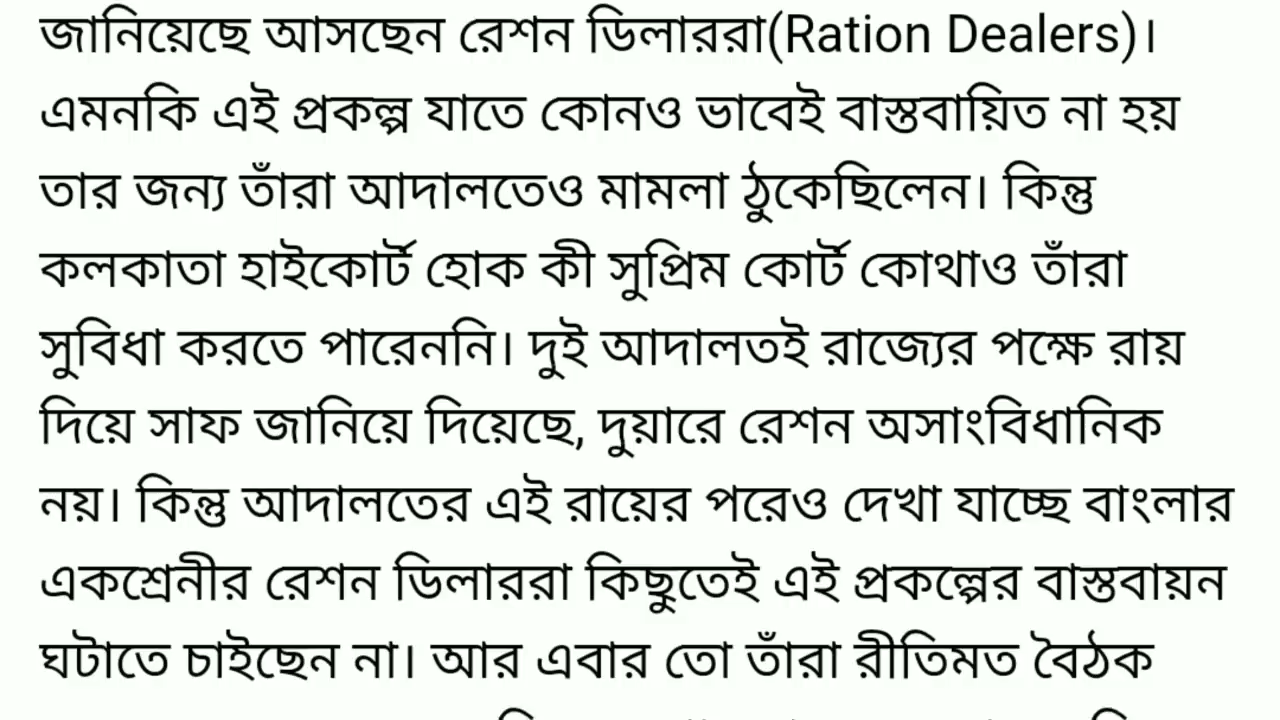 জানিয়েছে আসছেন রেশন ডিলাররা(Ration Dealers)।
এমনকি এই প্রকল্প যাতে কোনও ভাবেই বাস্তবায়িত না হয়
তার জন্য তাঁরা আদালতেও মামলা ঠুকেছিলেন। কিন্তু
কলকাতা হাইকোর্ট হোক কী সুপ্রিম কোর্ট কোথাও তাঁরা
সুবিধা করতে পারেননি। দুই আদালতই রাজ্যের পক্ষে রায়
দিয়ে সাফ জানিয়ে দিয়েছে, দুয়ারে রেশন অসাংবিধানিক
নয়। কিন্তু আদালতের এই রায়ের পরেও দেখা যাচ্ছে বাংলার
একশ্রেনীর রেশন ডিলাররা কিছুতেই এই প্রকল্পের বাস্তবায়ন
ঘটাতে চাইছেন না। আর এবার তো তাঁরা রীতিমত বৈঠক